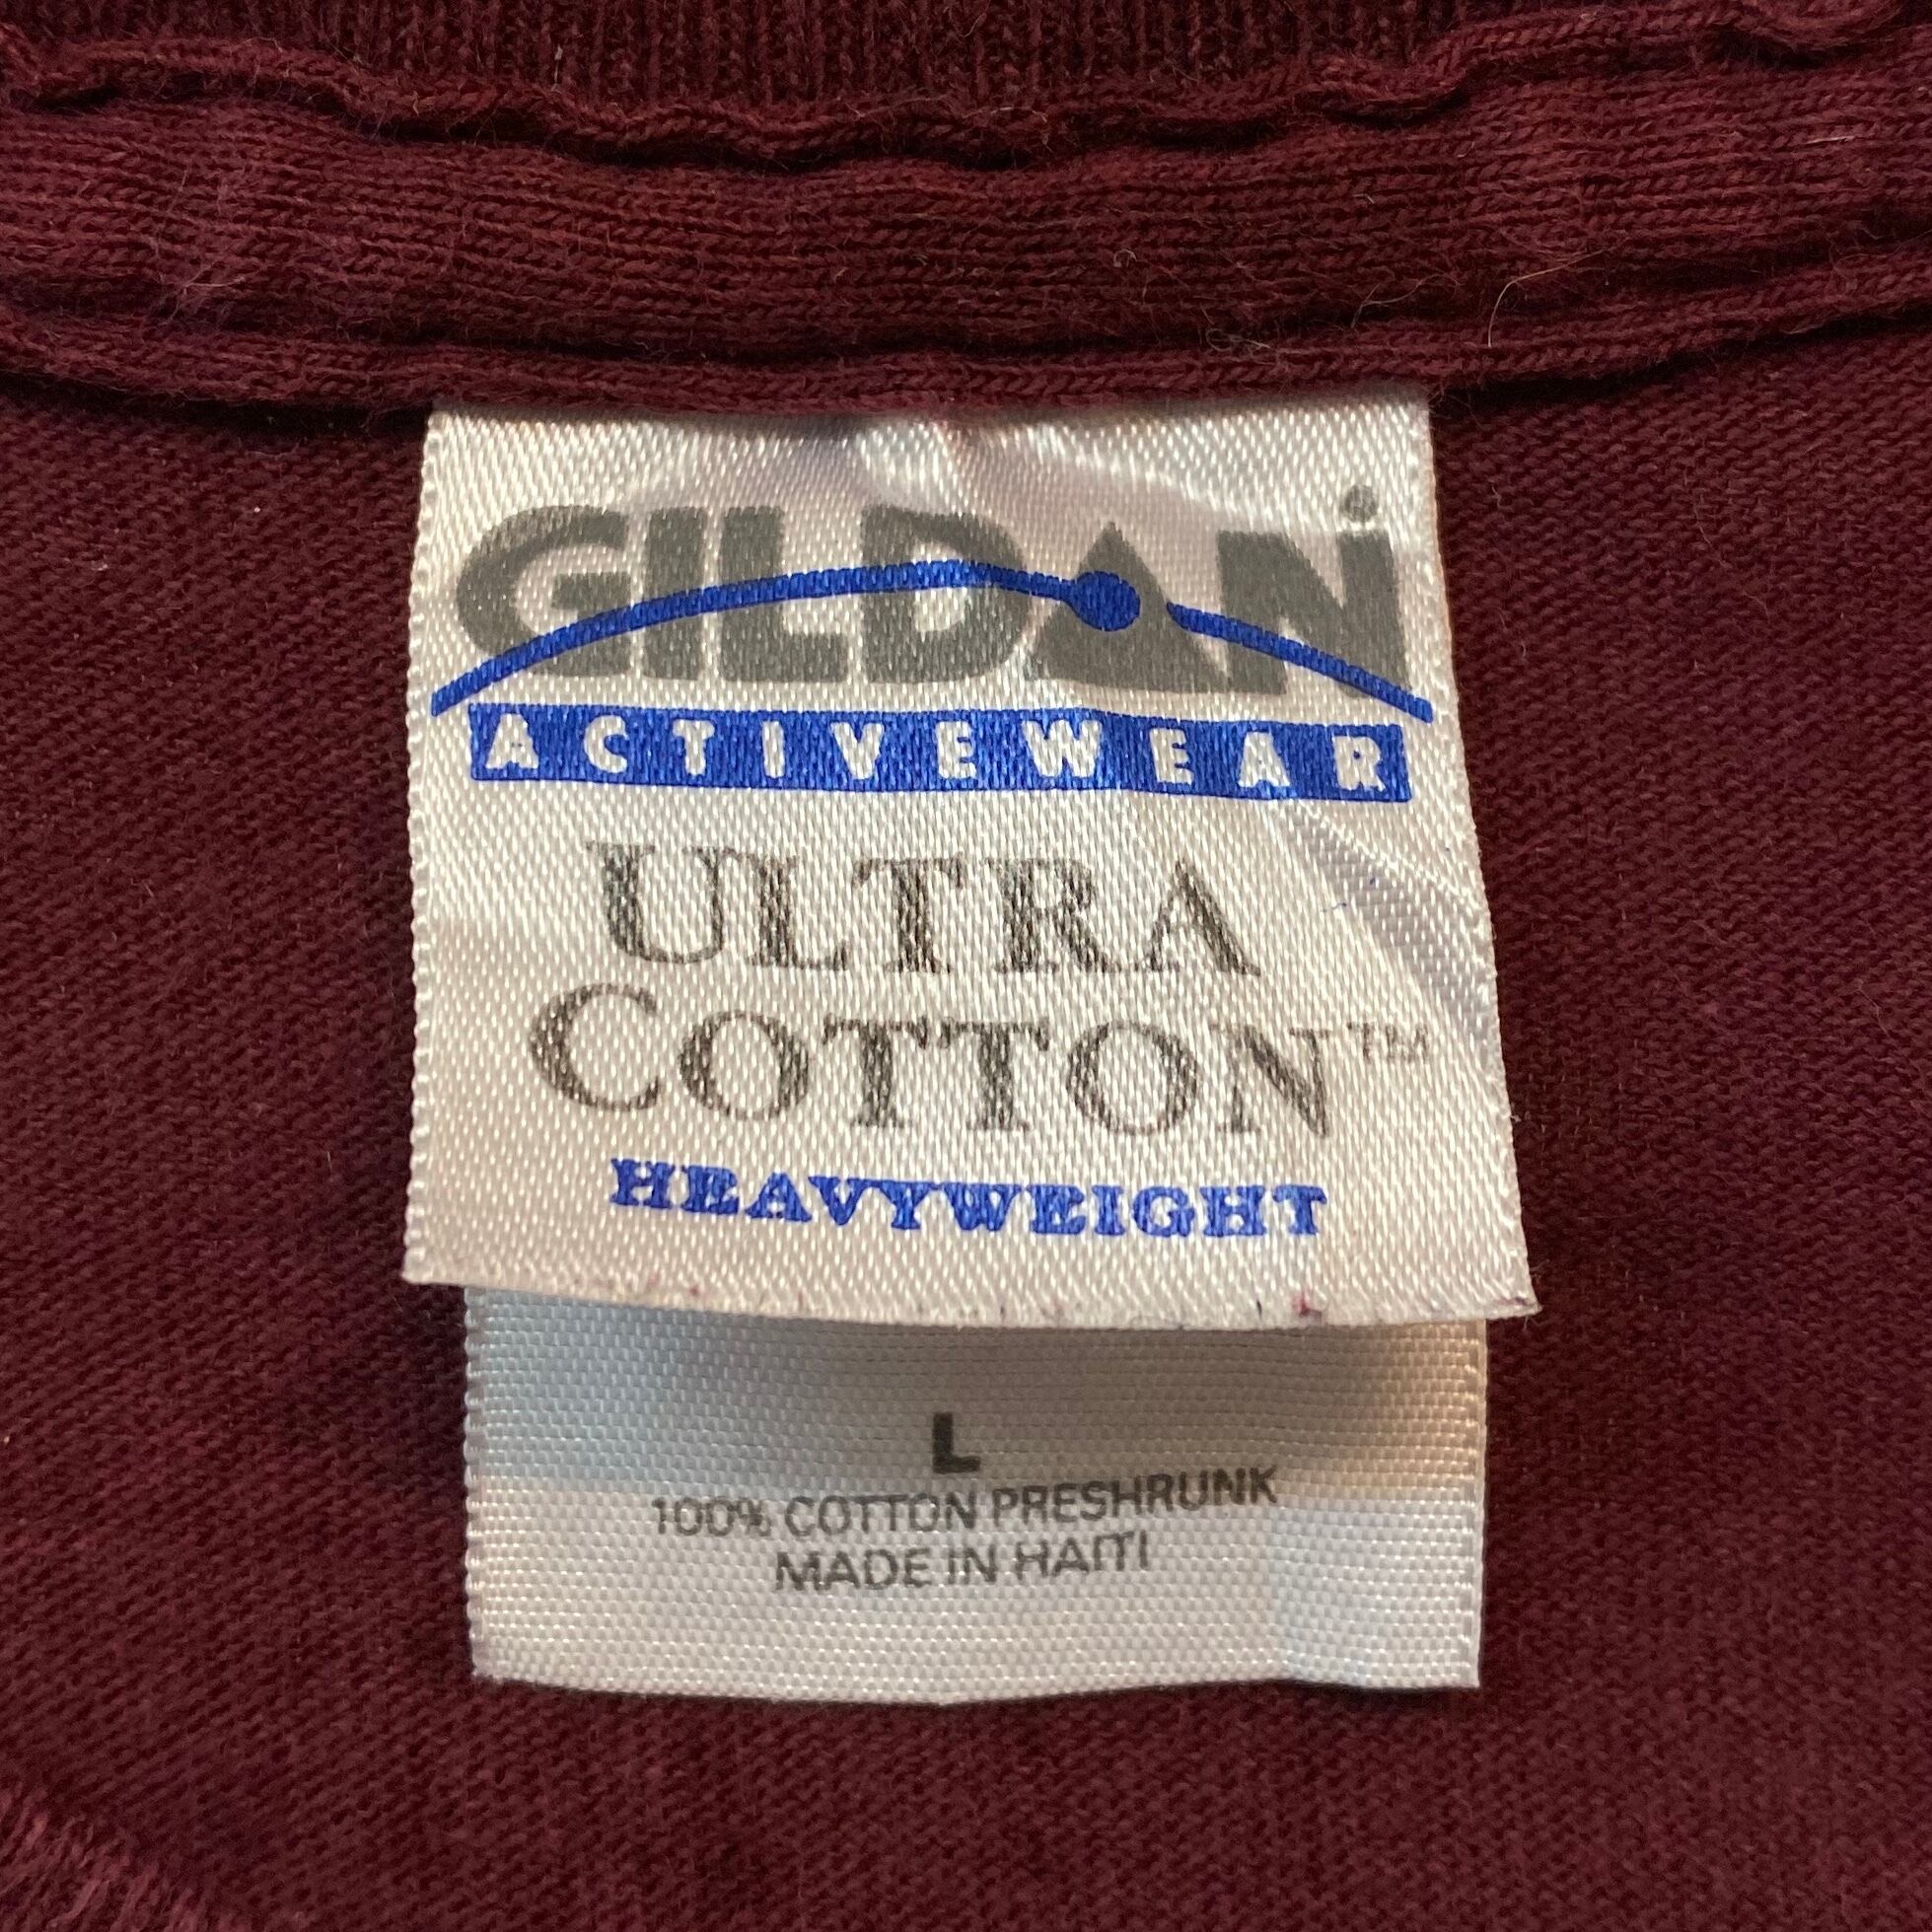 GILDAN
ACTIVEWEAR
ULTRA
COTTON™
HEAVYWEIGHT
L
100% COTTON PRESHRUNK
MADE IN HAITI